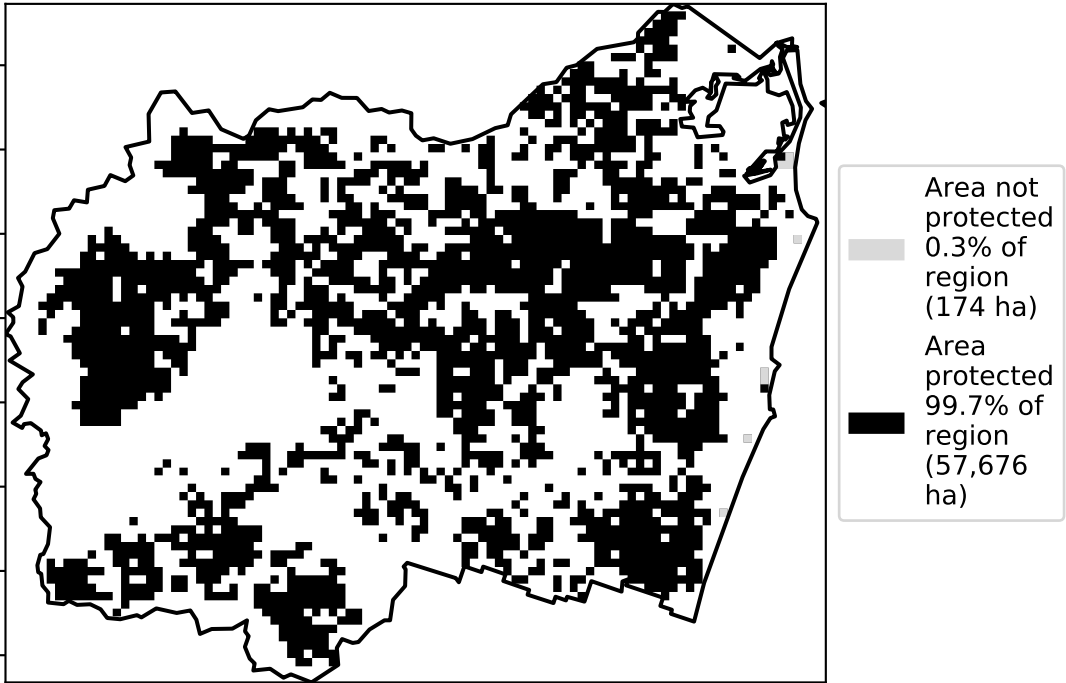 Area not
protected
0.3% of
region
(174 ha)
Area
protected
99.7% of
region
(57,676
ha)